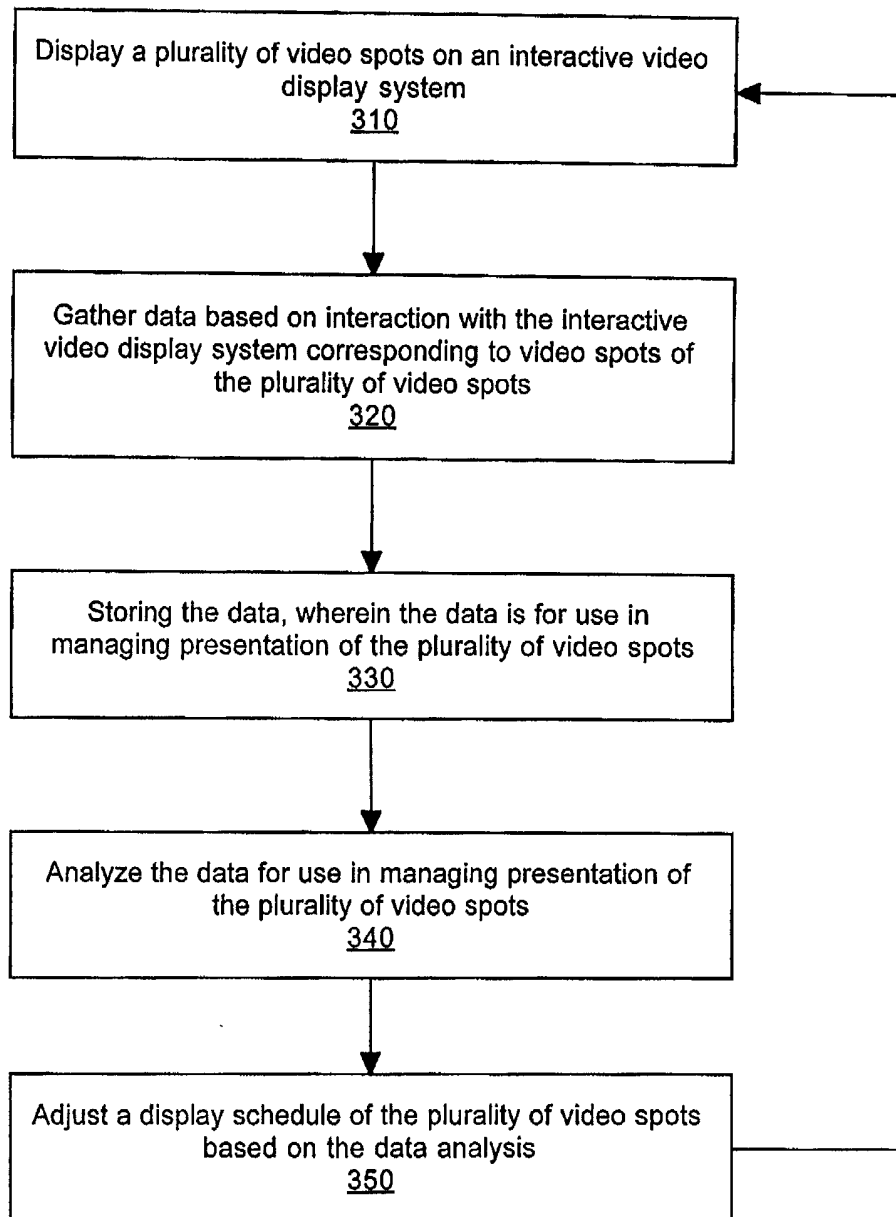 Display a plurality of video spots on an interactive video
display system
310
Gather data based on interaction with the interactive
video display system corresponding to video spots of
the plurality of video spots
320
Storing the data, wherein the data is for use in
managing presentation of the plurality of video spots
330
Analyze the data for use in managing presentation of
the plurality of video spots
340
Adjust a display schedule of the plurality of video spots
based on the data analysis
350